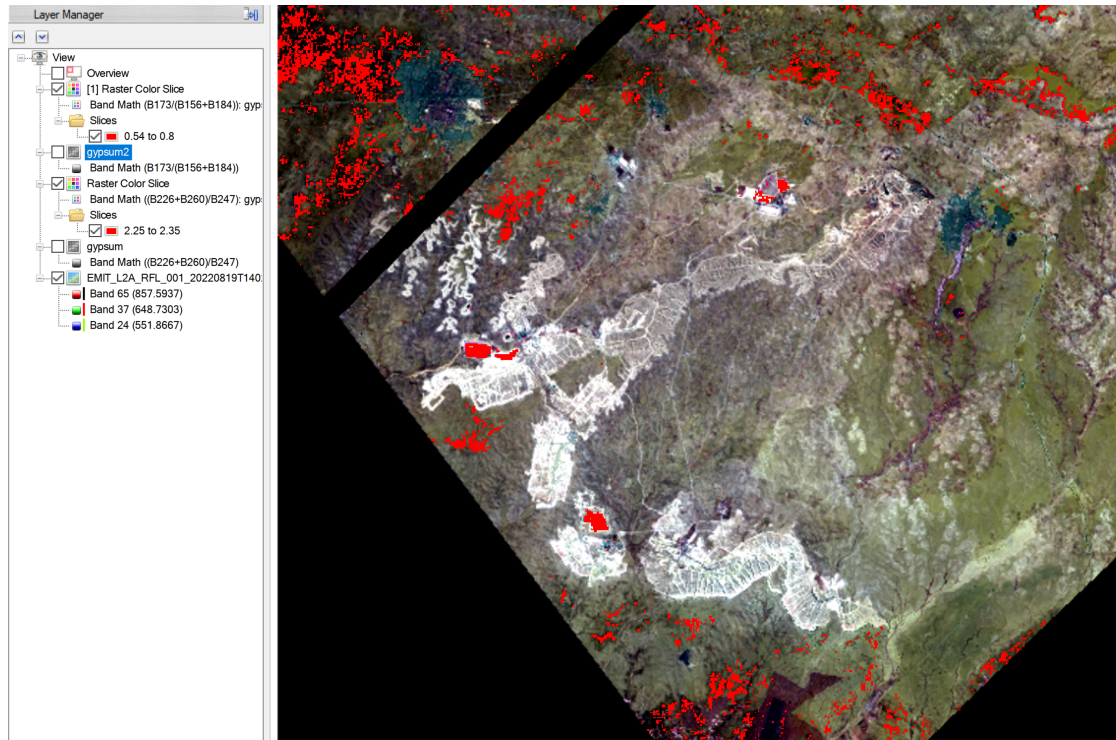 Layer Manager
View
Overview
[1] Raster Color Slice
Band Math (B173/(B156+B184)): gyp
Slices
0.54 to 0.8
gypsum2
Band Math (B173/(B156+B184))
Raster Color Slice
Band Math ((B226+B260)/B247): gyp
Slices
2.25 to 2.35
gypsum
Band Math ((B226+B260)/B247)
EMIT_L2A_RFL_001_20220819T140
Band 65 (857.5937)
Band 37 (648.7303)
Band 24 (551.8667)